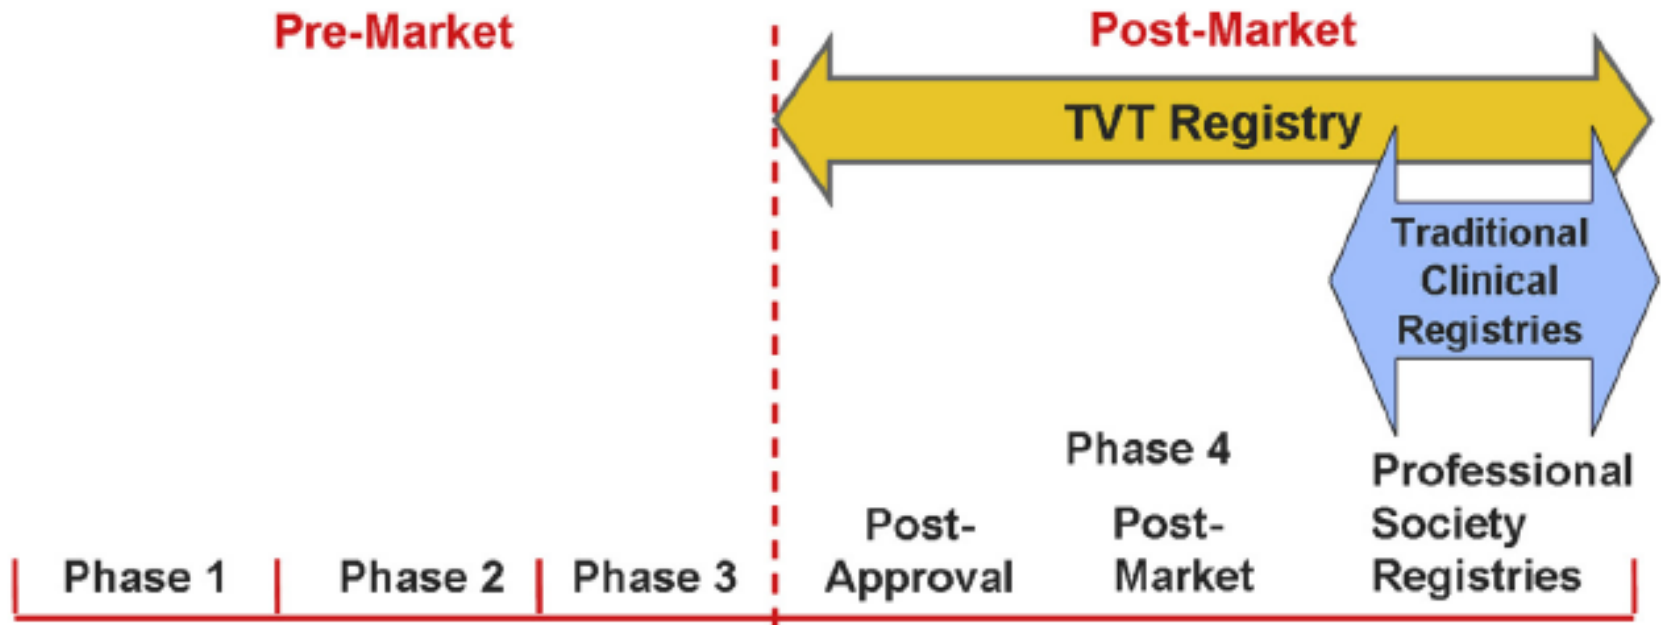 Pre-Market
Post-Market
TVT Registry
Traditional
Clinical
Registries
Phase 4
Phase 1
Phase 2
Phase 3
Post-
Approval
Post-
Market
Professional
Society
Registries